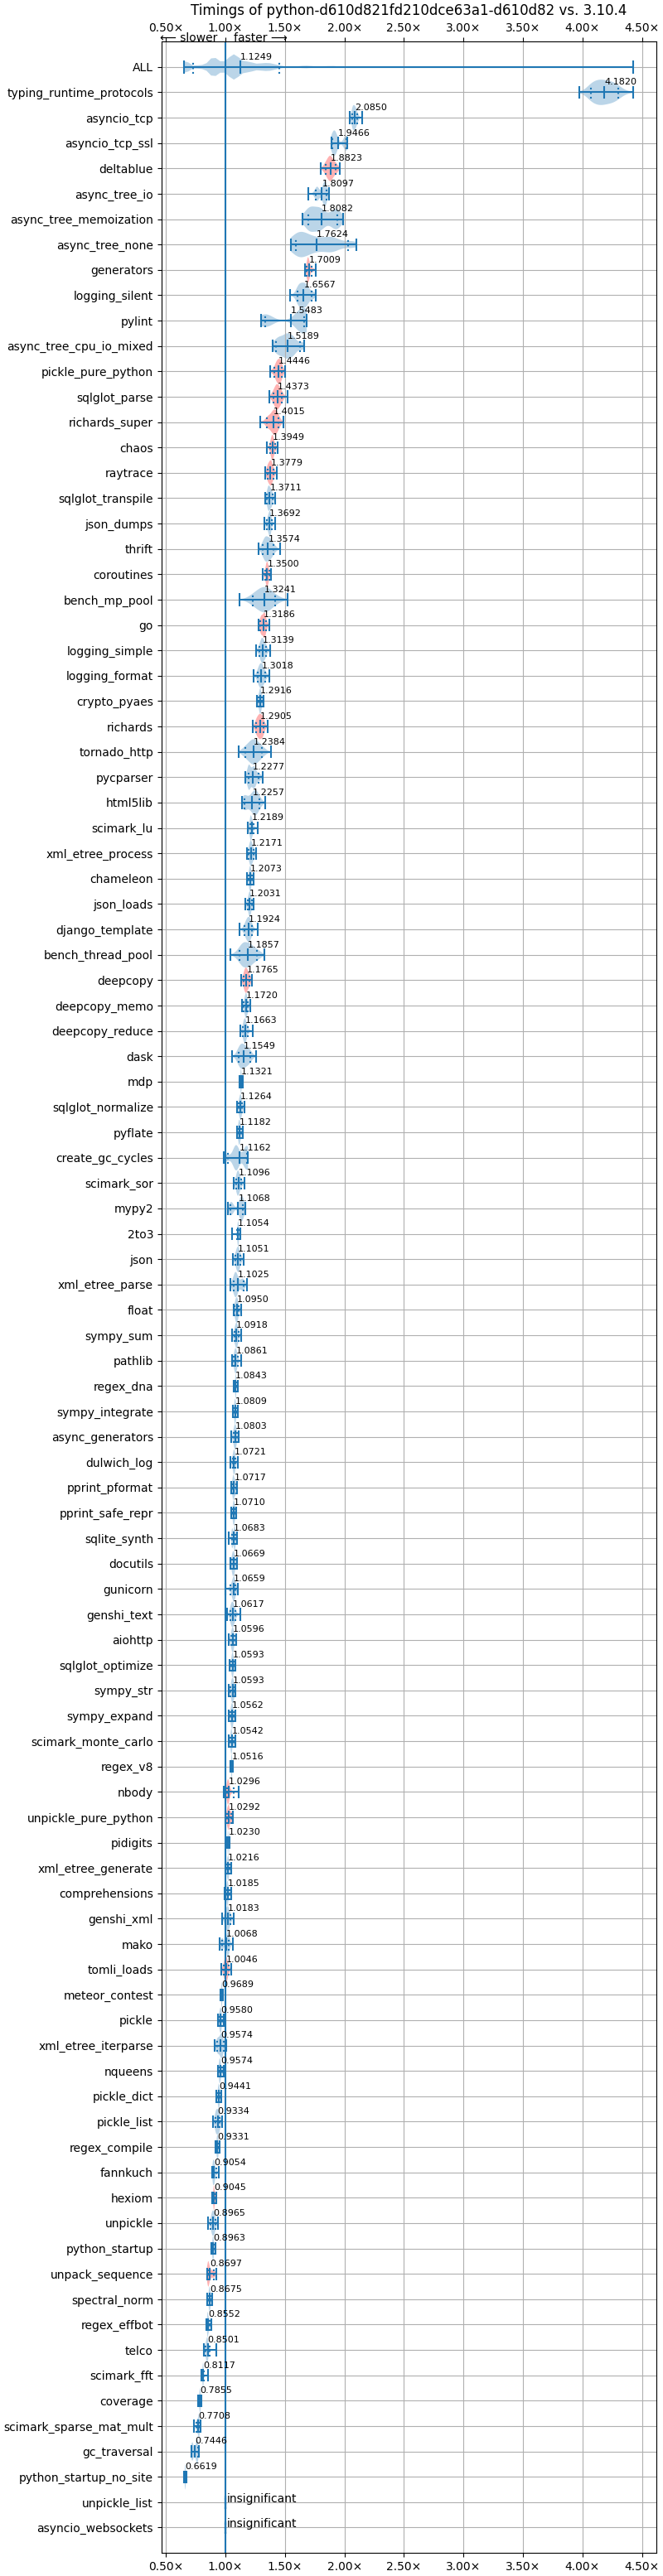 Timings of python-d610d821fd210dce63a1-d610d82 vs. 3.10.4
0.50× 1.00× 1.50× 2.00× 2.50× 3.00× 3.50× 4.00× 4.50×
⟵ slower faster ⟶
ALL 1.1249
typing_runtime_protocols 4.1820
asyncio_tcp 2.0850
asyncio_tcp_ssl 1.9466
deltablue 1.8823
async_tree_io 1.8097
async_tree_memoization 1.8082
async_tree_none 1.7624
generators 1.7009
logging_silent 1.6567
pylint 1.5483
async_tree_cpu_io_mixed 1.5189
pickle_pure_python 1.4446
sqlglot_parse 1.4373
richards_super 1.4015
chaos 1.3949
raytrace 1.3779
sqlglot_transpile 1.3711
json_dumps 1.3692
thrift 1.3574
coroutines 1.3500
bench_mp_pool 1.3241
go 1.3186
logging_simple 1.3139
logging_format 1.3018
crypto_pyaes 1.2916
richards 1.2905
tornado_http 1.2384
pycparser 1.2277
html5lib 1.2257
scimark_lu 1.2189
xml_etree_process 1.2171
chameleon 1.2073
json_loads 1.2031
django_template 1.1924
bench_thread_pool 1.1857
deepcopy 1.1765
deepcopy_memo 1.1720
deepcopy_reduce 1.1663
dask 1.1549
mdp 1.1321
sqlglot_normalize 1.1264
pyflate 1.1182
create_gc_cycles 1.1162
scimark_sor 1.1096
mypy2 1.1068
2to3 1.1054
json 1.1051
xml_etree_parse 1.1025
float 1.0950
sympy_sum 1.0918
pathlib 1.0861
regex_dna 1.0843
sympy_integrate 1.0809
async_generators 1.0803
dulwich_log 1.0721
pprint_pformat 1.0717
pprint_safe_repr 1.0710
sqlite_synth 1.0683
docutils 1.0669
gunicorn 1.0659
genshi_text 1.0617
aiohttp 1.0596
sqlglot_optimize 1.0593
sympy_str 1.0593
sympy_expand 1.0562
scimark_monte_carlo 1.0542
regex_v8 1.0516
nbody 1.0296
unpickle_pure_python 1.0292
pidigits 1.0230
xml_etree_generate 1.0216
comprehensions 1.0185
genshi_xml 1.0183
mako 1.0068
tomli_loads 1.0046
meteor_contest 0.9689
pickle 0.9580
xml_etree_iterparse 0.9574
nqueens 0.9574
pickle_dict 0.9441
pickle_list 0.9334
regex_compile 0.9331
fannkuch 0.9054
hexiom 0.9045
unpickle 0.8965
python_startup 0.8963
unpack_sequence 0.8697
spectral_norm 0.8675
regex_effbot 0.8552
telco 0.8501
scimark_fft 0.8117
coverage 0.7855
scimark_sparse_mat_mult 0.7708
gc_traversal 0.7446
python_startup_no_site 0.6619
unpickle_list insignificant
asyncio_websockets insignificant
0.50× 1.00× 1.50× 2.00× 2.50× 3.00× 3.50× 4.00× 4.50×